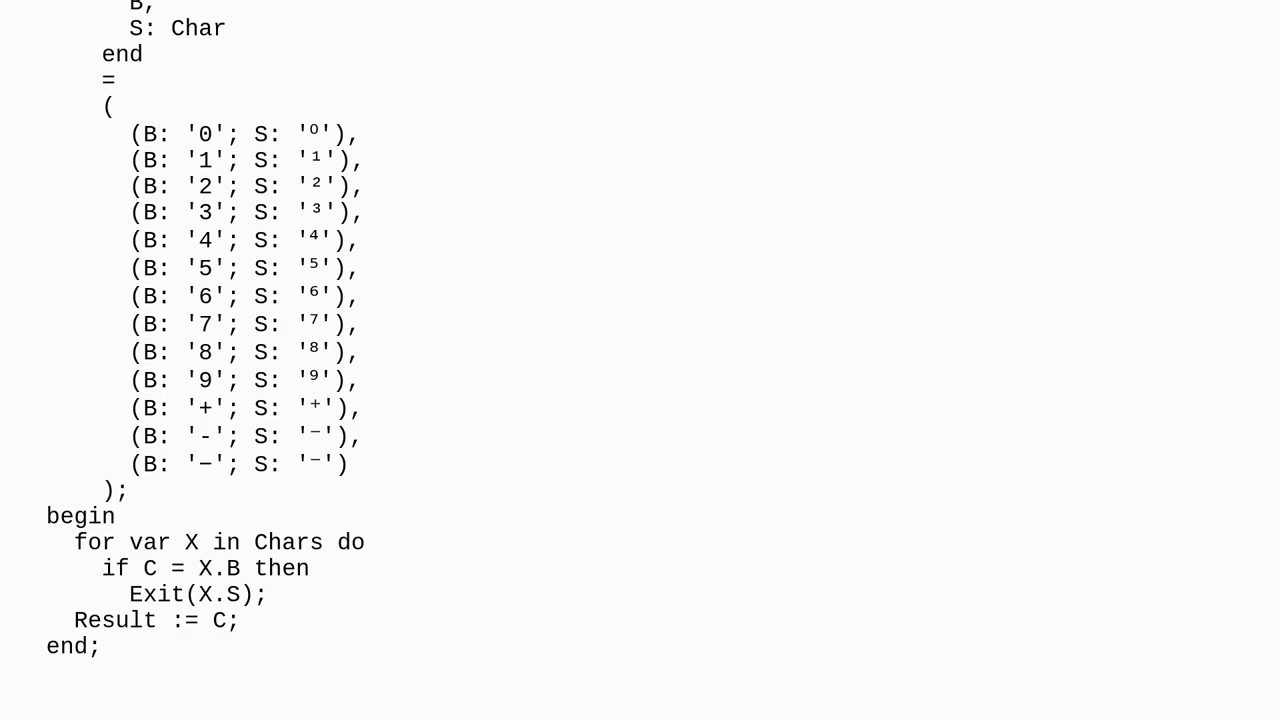 B,
S: Char
end
=
(
(B: '0'; S: '⁰'),
(B: '1'; S: '¹'),
(B: '2'; S: '²'),
(B: '3'; S: '³'),
(B: '4'; S: '⁴'),
(B: '5'; S: '⁵'),
(B: '6'; S: '⁶'),
(B: '7'; S: '⁷'),
(B: '8'; S: '⁸'),
(B: '9'; S: '⁹'),
(B: '+'; S: '⁺'),
(B: '-'; S: '⁻'),
(B: '−'; S: '⁻')
);
begin
for var X in Chars do
if C = X.B then
Exit(X.S);
Result := C;
end;